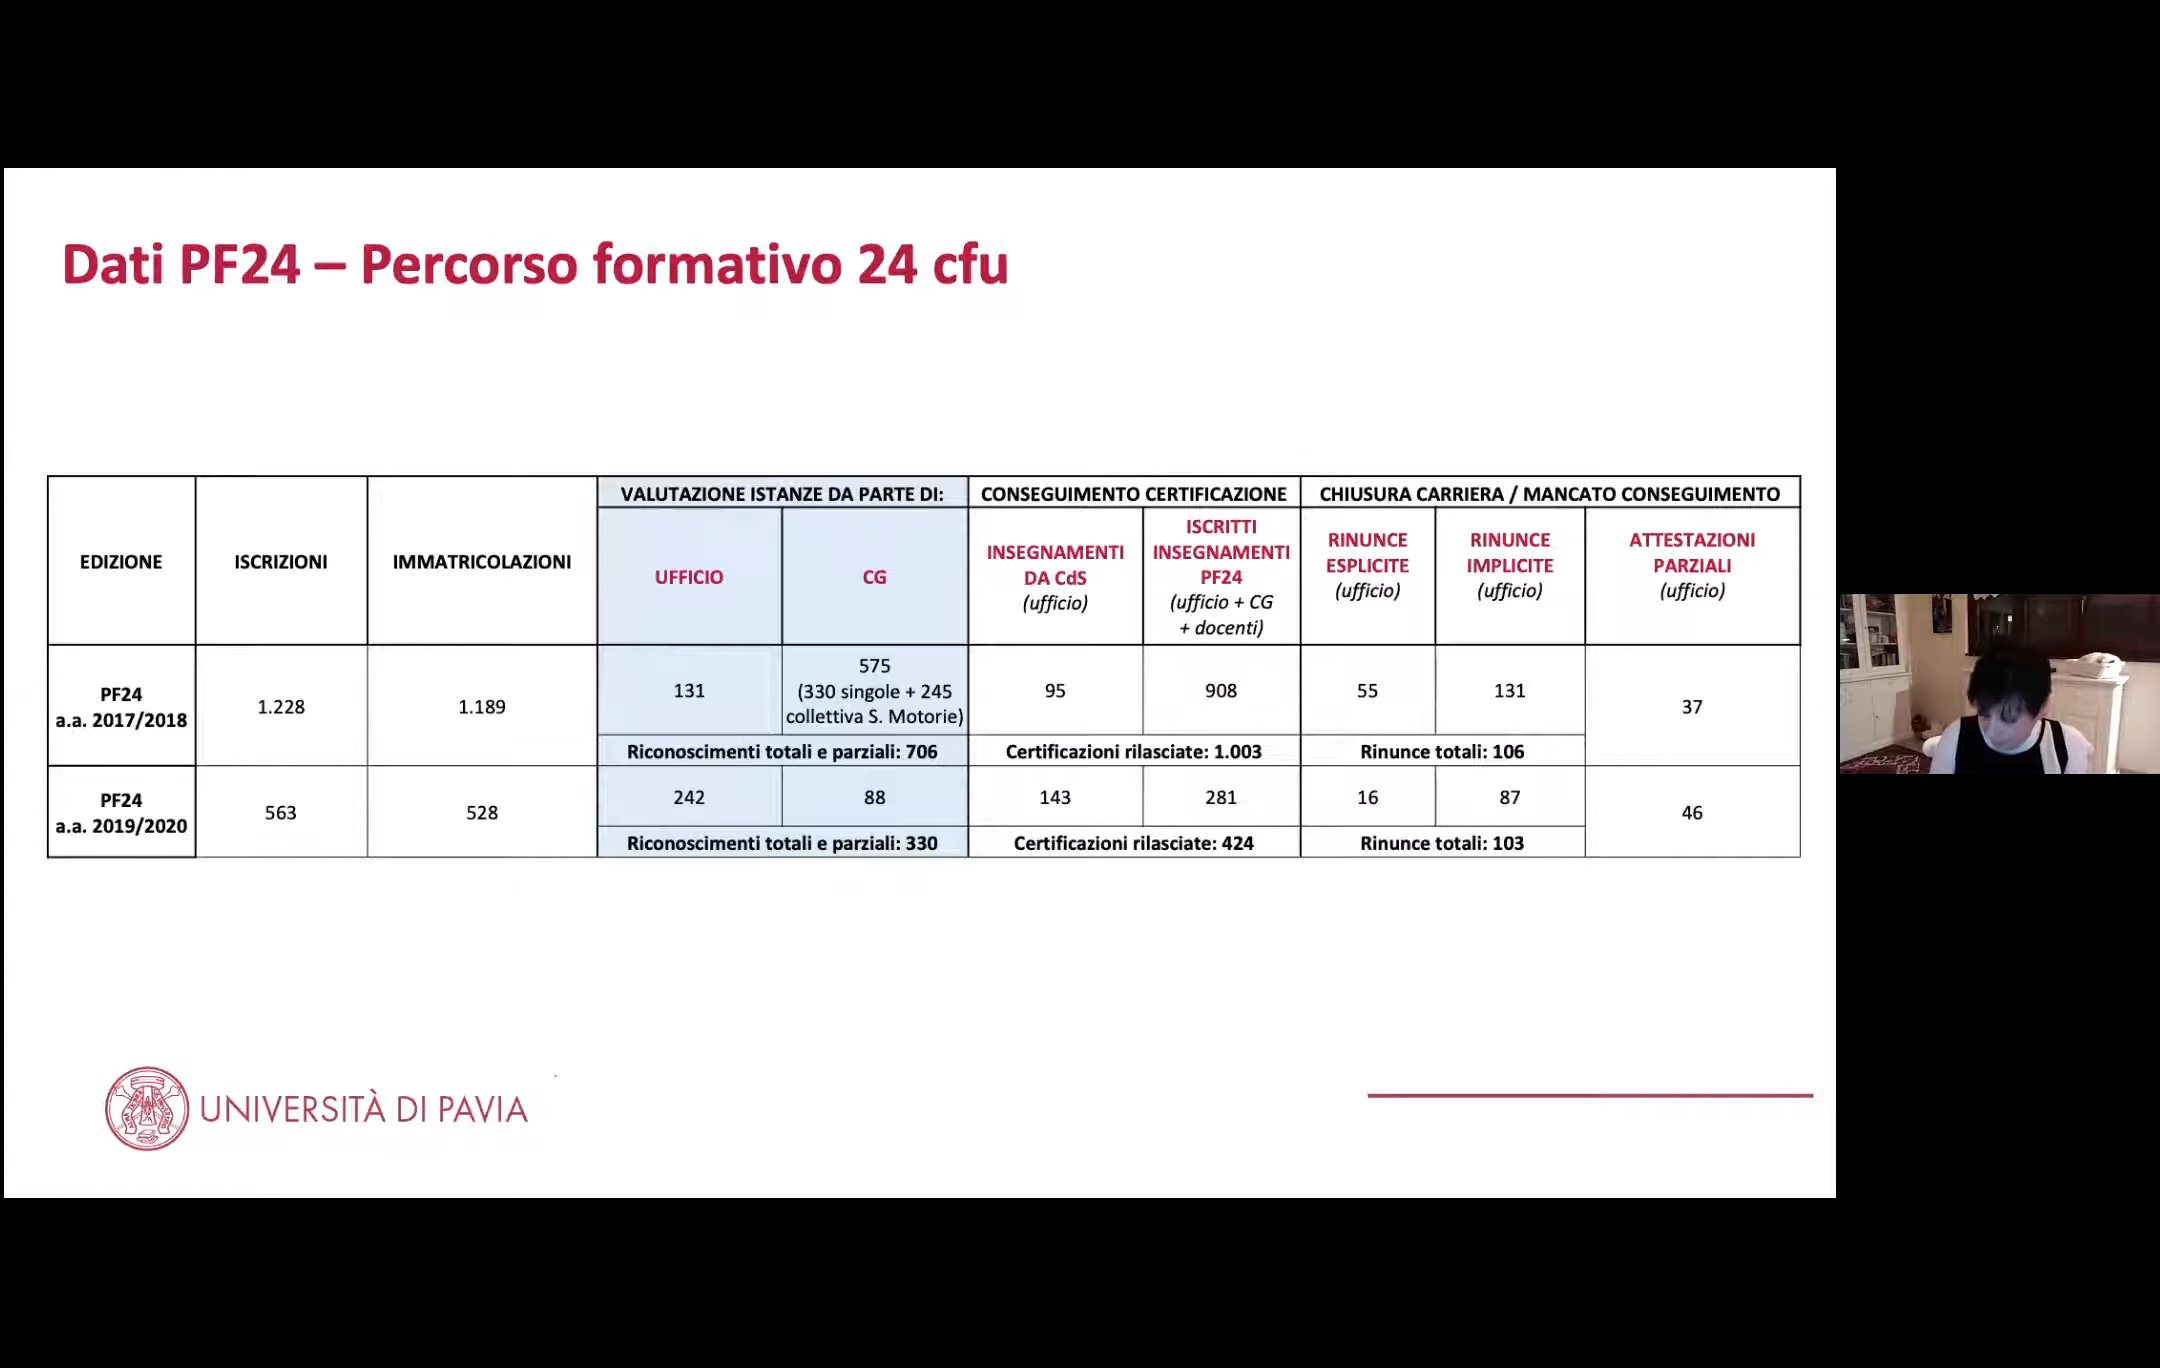 Dati PF24 – Percorso formativo 24 cfu
EDIZIONE
ISCRIZIONI
IMMATRICOLAZIONI
VALUTAZIONE ISTANZE DA PARTE DI:
CONSEGUIMENTO CERTIFICAZIONE
CHIUSURA CARRIERA / MANCATO CONSEGUIMENTO
UFFICIO
CG
INSEGNAMENTI
DA CdS
(ufficio)
ISCRITTI
INSEGNAMENTI
PF24
(ufficio + CG
+ docenti)
RINUNCE
ESPLICITE
(ufficio)
RINUNCE
IMPLICITE
(ufficio)
ATTESTAZIONI
PARZIALI
(ufficio)
PF24
a.a. 2017/2018
1.228
1.189
131
575
(330 singole + 245
collettiva S. Motorie)
95
908
55
131
37
Riconoscimenti totali e parziali: 706
Certificazioni rilasciate: 1.003
Rinunce totali: 106
PF24
a.a. 2019/2020
563
528
242
88
143
281
16
87
46
Riconoscimenti totali e parziali: 330
Certificazioni rilasciate: 424
Rinunce totali: 103
UNIVERSITÀ DI PAVIA